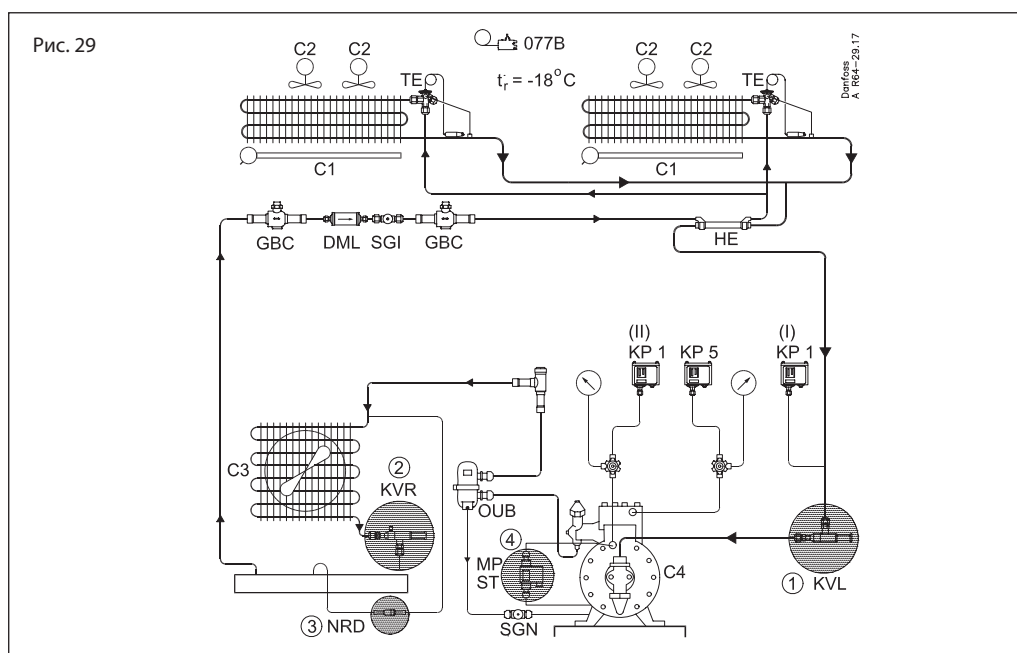 Рис. 29
C2 C2
077B
C2 C2
TE
tr = -18°C
TE
Danfoss
A R64-29.17
C1
C1
GBC DML SGI GBC
HE
(II)
KP 1
KP 5
(I)
KP 1
C3
2
KVR
OUB
4
MP
ST
C4
1 KVL
3 NRD
SGN